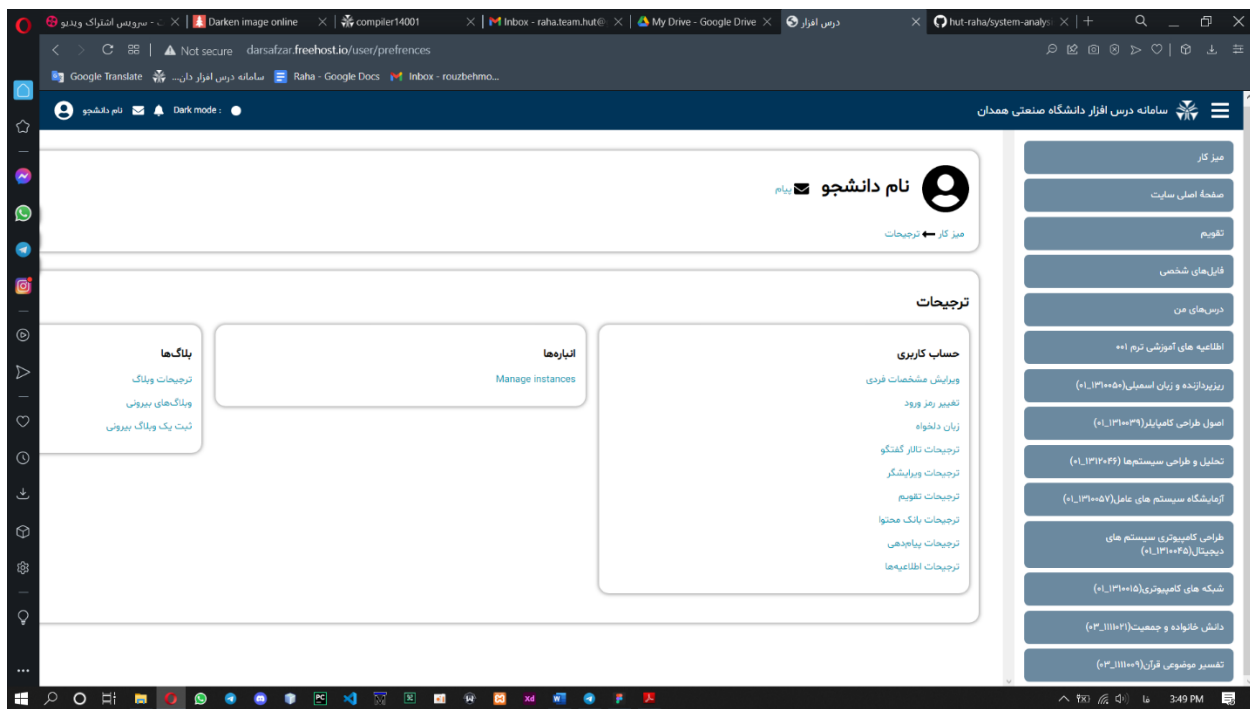 ت - سرویس اشتراک ویدیو
Darken image online
compiler14001
Inbox - raha.team.hut@
My Drive - Google Drive
درس افزار
hut-raha/system-analys
Not secure
darsafzar.freehost.io/user/prefrences
Google Translate
سامانه درس افزار دان...
Raha - Google Docs
Inbox - rouzbehmo...
سامانه درس افزار دانشگاه صنعتی همدان
Dark mode :
نام دانشجو
نام دانشجو
پیام
میز کار
ترجیحات
ترجیحات
حساب کاربری
ویرایش مشخصات فردی
تغییر رمز ورود
زبان دلخواه
ترجیحات تالار گفتگو
ترجیحات ویرایشگر
ترجیحات تقویم
ترجیحات بانک محتوا
ترجیحات پیام‌دهی
ترجیحات اطلاعیه‌ها
انباره‌ها
Manage instances
بلاگ‌ها
ترجیحات وبلاگ
وبلاگ‌های بیرونی
ثبت یک وبلاگ بیرونی
میز کار
صفحهٔ اصلی سایت
تقویم
فایل‌های شخصی
درس‌های من
اطلاعیه های آموزشی ترم ۰۰۱
ریزپردازنده و زبان اسمبلی(۱۳۱۰۰۵۰_۰۱)
اصول طراحی کامپایلر(۱۳۱۰۰۳۹_۰۱)
تحلیل و طراحی سیستم‌ها (۱۳۱۲۰۴۶_۰۱)
آزمایشگاه سیستم های عامل(۱۳۱۰۰۵۷_۰۱)
طراحی کامپیوتری سیستم های
دیجیتال(۱۳۱۰۰۴۵_۰۱)
شبکه های کامپیوتری(۱۳۱۰۰۱۵_۰۱)
دانش خانواده و جمعیت(۱۱۱۱۰۲۱_۰۳)
تفسیر موضوعی قرآن(۱۱۱۱۰۰۹_۰۳)
فا
3:49 PM